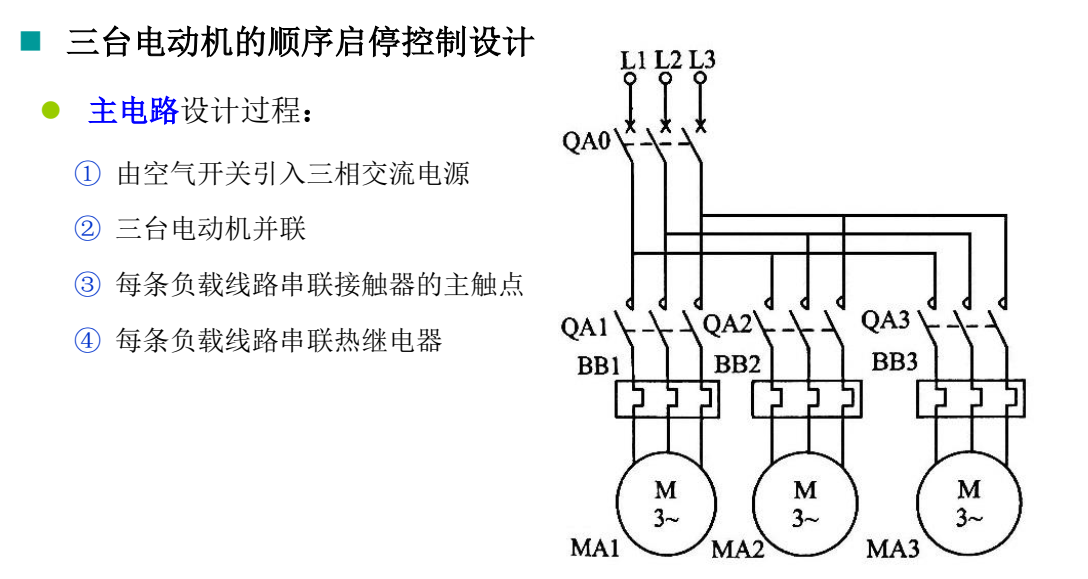 三台电动机的顺序启停控制设计
主电路设计过程：
① 由空气开关引入三相交流电源
② 三台电动机并联
③ 每条负载线路串联接触器的主触点
④ 每条负载线路串联热继电器
L1 L2 L3
QA0
QA1 QA2 QA3
BB1 BB2 BB3
M M M
3~ 3~ 3~
MA1 MA2 MA3